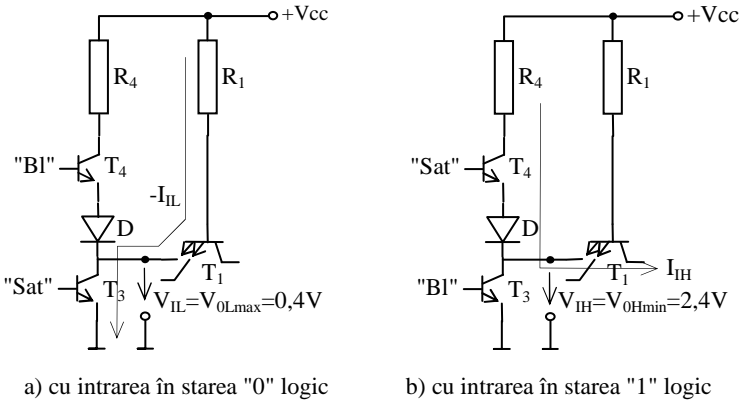 +Vcc
R4
R1
"Bl"
T4
-IIL
D
"Sat"
T3
T1
VIL=V0Lmax=0,4V
a) cu intrarea în starea "0" logic
+Vcc
R4
R1
"Sat"
T4
D
IIH
"Bl"
T3
T1
VIH=V0Hmin=2,4V
b) cu intrarea în starea "1" logic